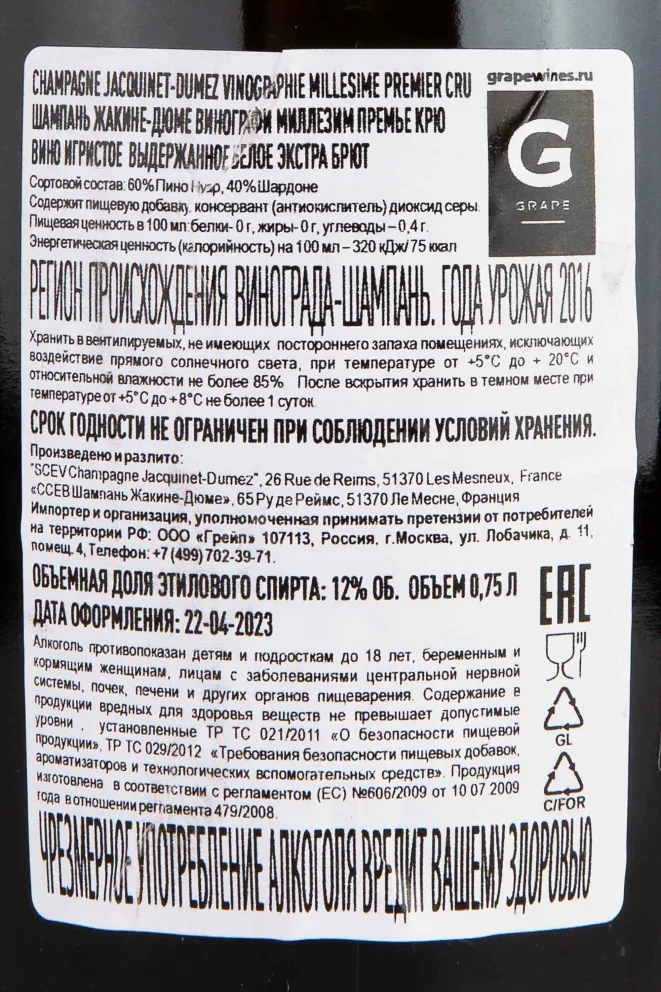 CHAMPAGNE JACQUINET-DUMEZ VINOGRAPHIE MILLESIME PREMIER CRU
grapewines.ru
ШАМПАНЬ ЖАКИНЕ-ДЮМЕ ВИНОГРАФИ МИЛЛЕЗИМ ПРЕМЬЕ КРЮ
ВИНО ИГРИСТОЕ ВЫДЕРЖАННОЕ БЕЛОЕ ЭКСТРА БРЮТ
G
GRAPE
Сортовой состав: 60% Пино Нуар, 40% Шардоне
Содержит пищевую добавку. консервант (антиокислитель) диоксид серы.
Пищевая ценность в 100 мл: белки- 0 г, жиры- 0 г, углеводы – 0,4 г.
Энергетическая ценность (калорийность) на 100 мл – 320 кДж/ 75 ккал
РЕГИОН ПРОИСХОЖДЕНИЯ ВИНОГРАДА-ШАМПАНЬ. ГОДА УРОЖАЯ 2016
Хранить в вентилируемых, не имеющих постороннего запаха помещениях, исключающих
воздействие прямого солнечного света, при температуре от +5°C до + 20°C и
относительной влажности не более 85% После вскрытия хранить в темном месте при
температуре от +5°C до +8°C не более 1 суток
СРОК ГОДНОСТИ НЕ ОГРАНИЧЕН ПРИ СОБЛЮДЕНИИ УСЛОВИЙ ХРАНЕНИЯ.
Произведено и разлито:
"SCEV Champagne Jacquinet-Dumez", 26 Rue de Reims, 51370 Les Mesneux, France
«ССЕВ Шампань Жакине-Дюме», 65 Ру де Реймс, 51370 Ле Месне, Франция
Импортер и организация, уполномоченная принимать претензии от потребителей
на территории РФ: ООО «Грейп» 107113, Россия, г.Москва, ул. Лобачика, д. 11,
помещ. 4, Телефон: +7 (499) 702-39-71.
ОБЪЕМНАЯ ДОЛЯ ЭТИЛОВОГО СПИРТА: 12% ОБ. ОБЪЕМ 0,75 Л
ДАТА ОФОРМЛЕНИЯ: 22-04-2023
EAC
Алкоголь противопоказан детям и подросткам до 18 лет, беременным и
кормящим женщинам, лицам с заболеваниями центральной нервной
системы, почек, печени и других органов пищеварения. Содержание в
продукции вредных для здоровья веществ не превышает допустимые
уровни , установленные ТР ТС 021/2011 «О безопасности пищевой
продукции», ТР ТС 029/2012 «Требования безопасности пищевых добавок,
ароматизаторов и технологических вспомогательных средств». Продукция
изготовлена в соответствии с регламентом (ЕС) №606/2009 от 10 07 2009
года в отношении регламента 479/2008.
GL
C/FOR
ЧРЕЗМЕРНОЕ УПОТРЕБЛЕНИЕ АЛКОГОЛЯ ВРЕДИТ ВАШЕМУ ЗДОРОВЬЮ